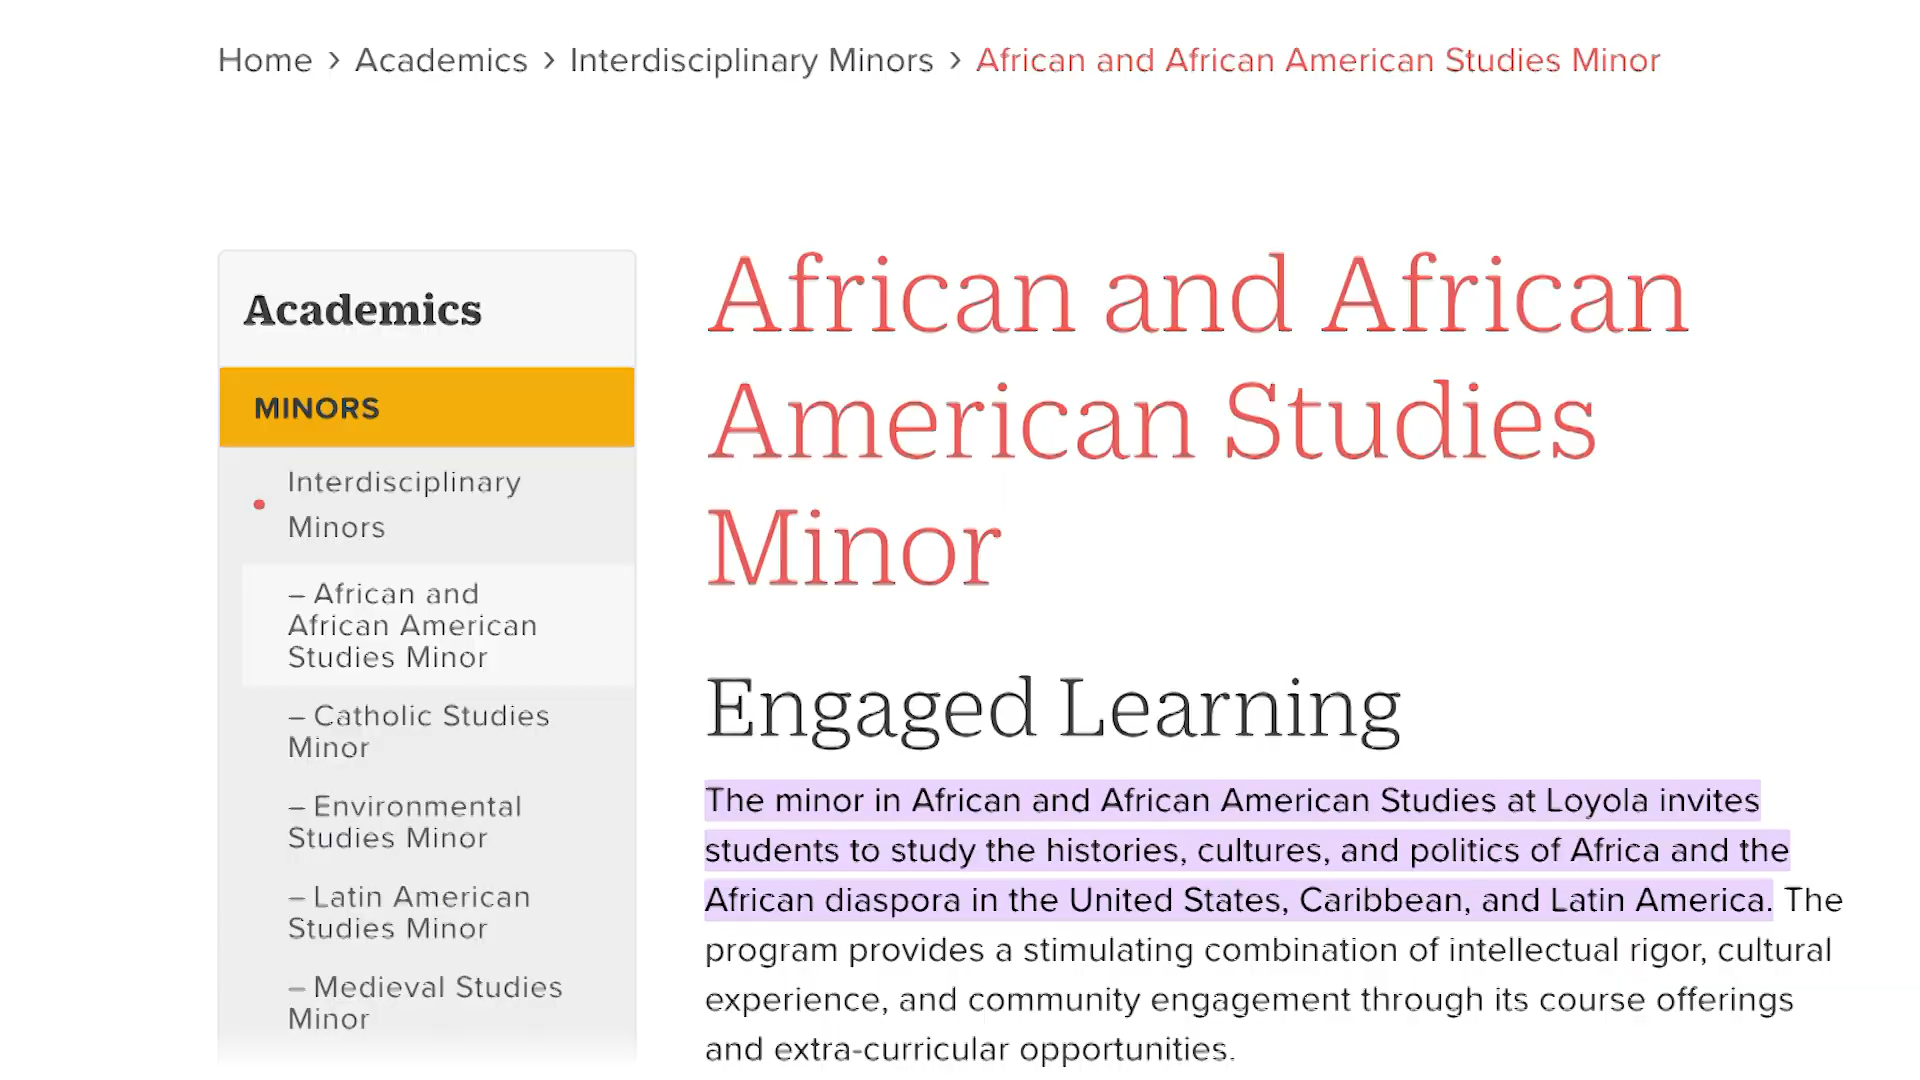 Home > Academics > Interdisciplinary Minors > African and African American Studies Minor
Academics
MINORS
Interdisciplinary
Minors
– African and
African American
Studies Minor
– Catholic Studies
Minor
– Environmental
Studies Minor
– Latin American
Studies Minor
– Medieval Studies
Minor
African and African
American Studies
Minor
Engaged Learning
The minor in African and African American Studies at Loyola invites
students to study the histories, cultures, and politics of Africa and the
African diaspora in the United States, Caribbean, and Latin America. The
program provides a stimulating combination of intellectual rigor, cultural
experience, and community engagement through its course offerings
and extra-curricular opportunities.